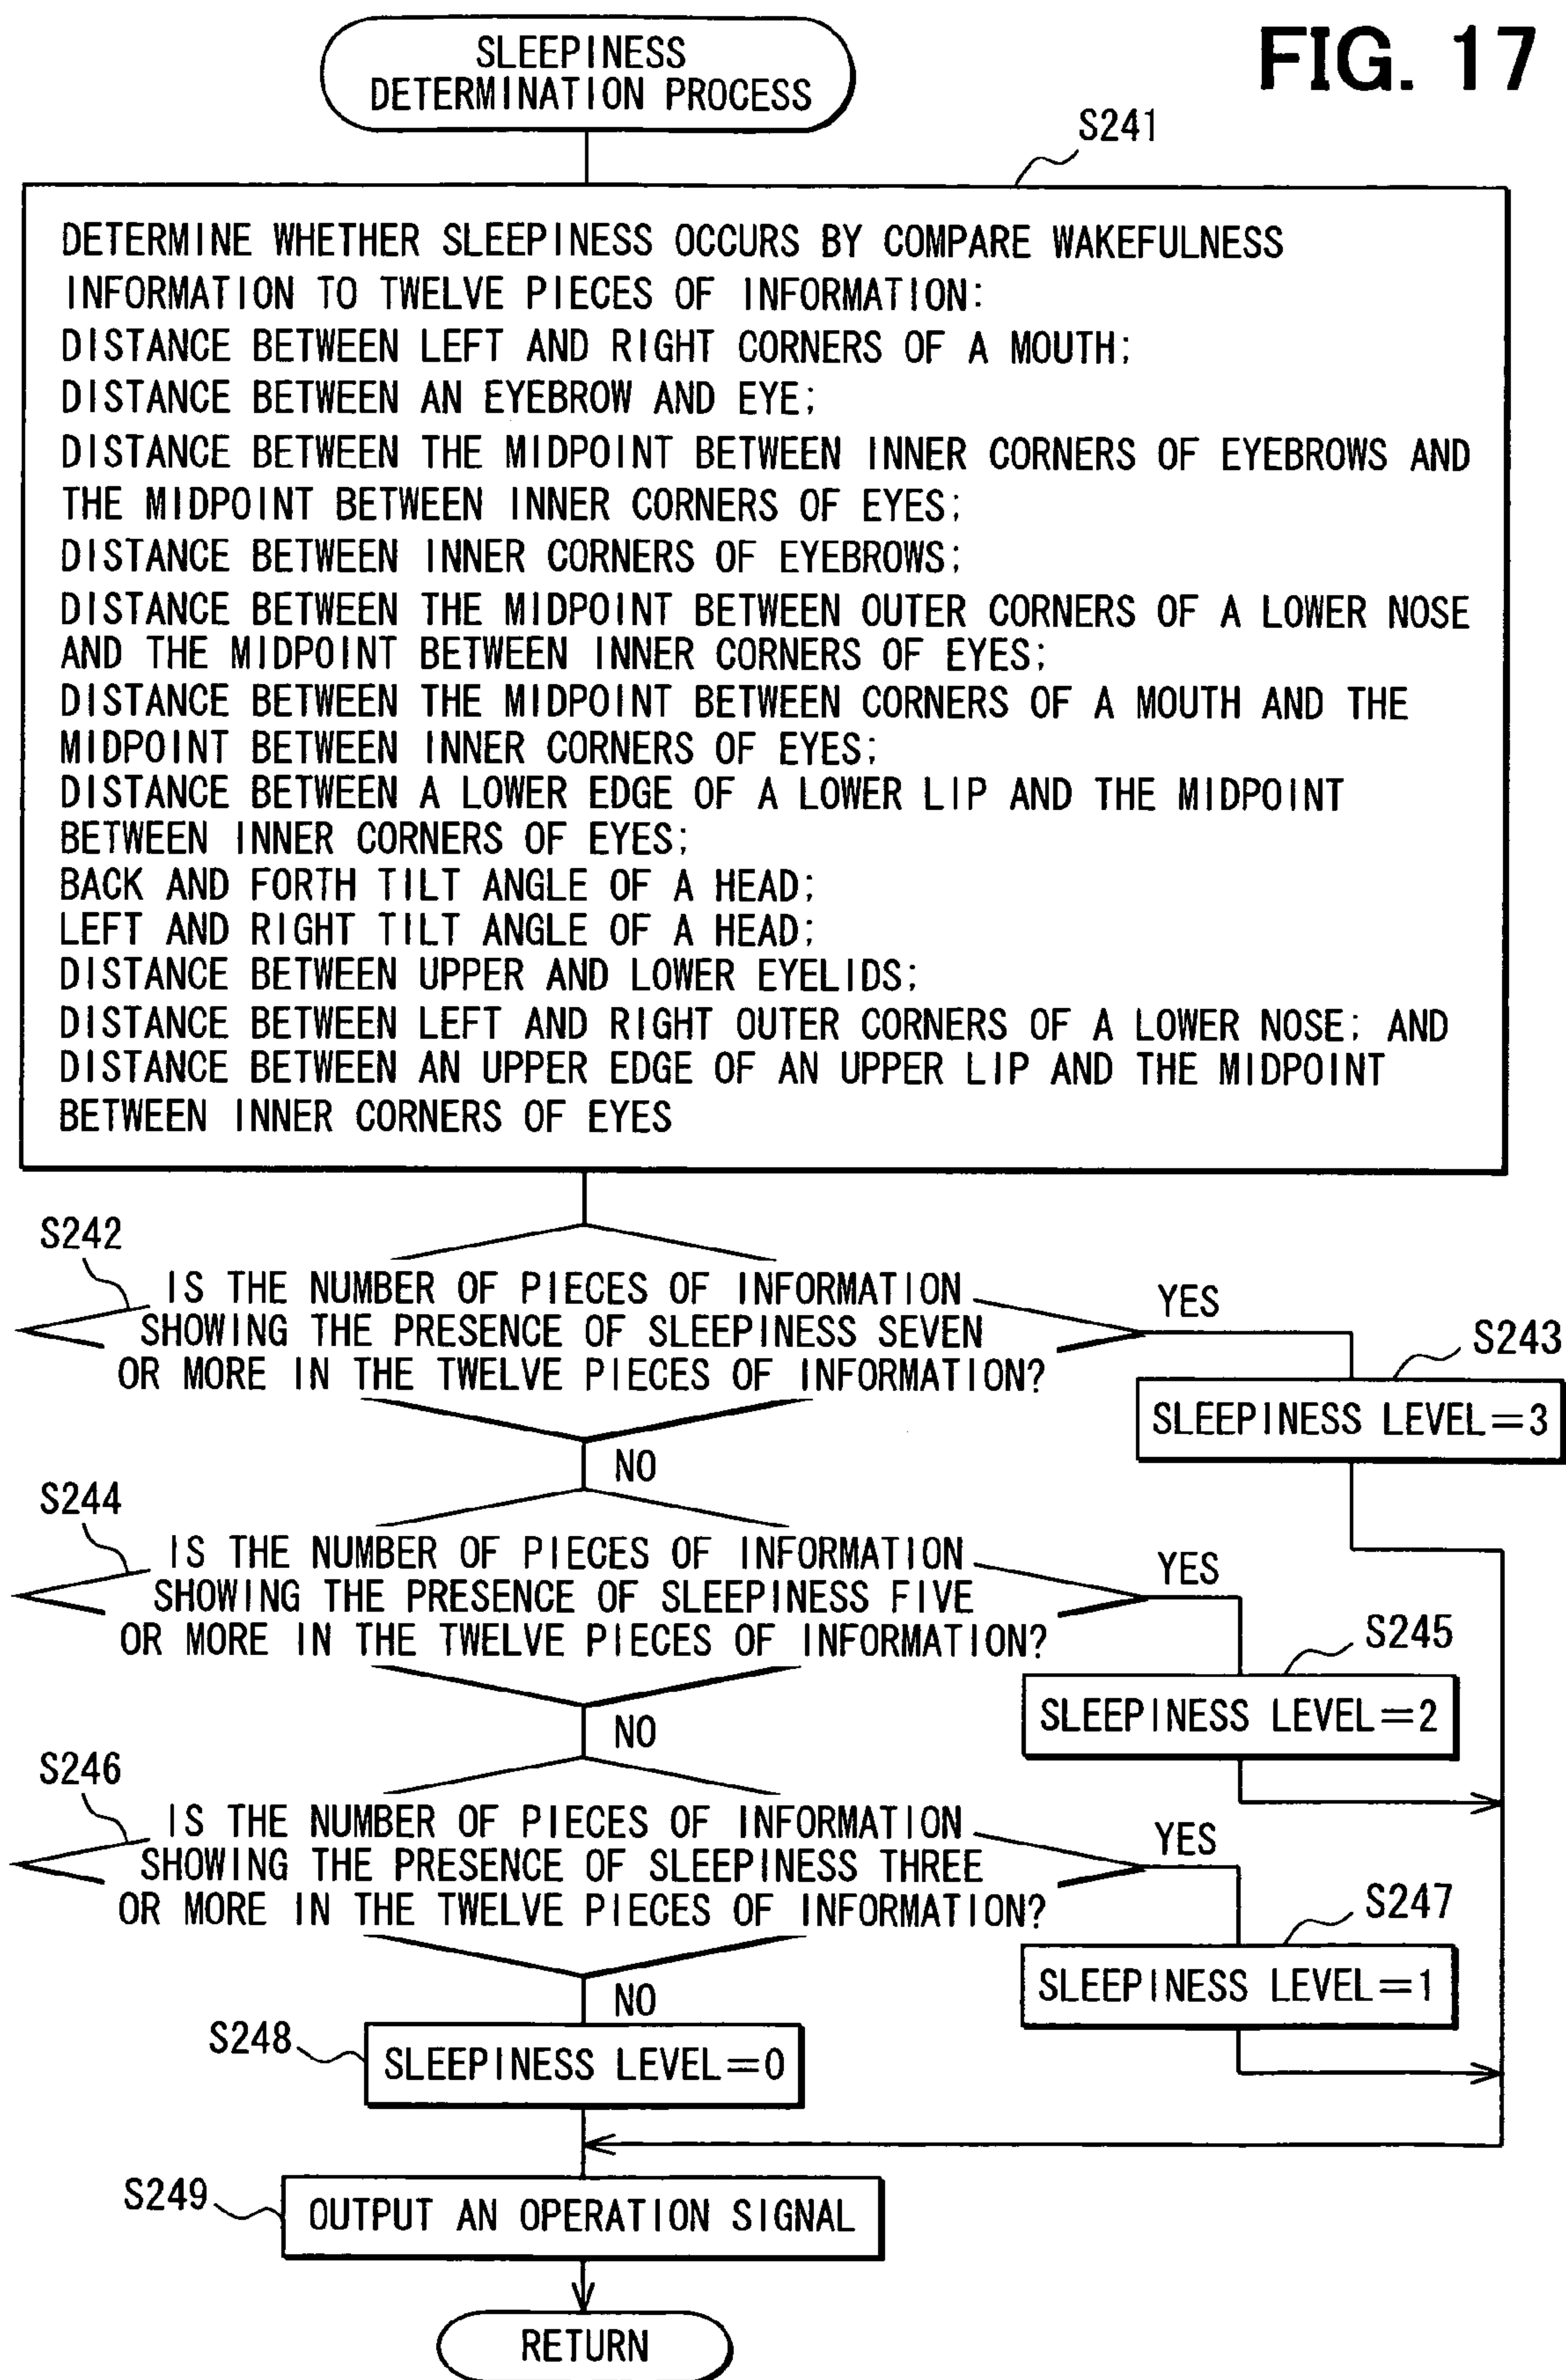 FIG. 17
SLEEPINESS
DETERMINATION PROCESS
S241
DETERMINE WHETHER SLEEPINESS OCCURS BY COMPARE WAKEFULNESS
INFORMATION TO TWELVE PIECES OF INFORMATION:
DISTANCE BETWEEN LEFT AND RIGHT CORNERS OF A MOUTH;
DISTANCE BETWEEN AN EYEBROW AND EYE;
DISTANCE BETWEEN THE MIDPOINT BETWEEN INNER CORNERS OF EYEBROWS AND
THE MIDPOINT BETWEEN INNER CORNERS OF EYES;
DISTANCE BETWEEN INNER CORNERS OF EYEBROWS;
DISTANCE BETWEEN THE MIDPOINT BETWEEN OUTER CORNERS OF A LOWER NOSE
AND THE MIDPOINT BETWEEN INNER CORNERS OF EYES;
DISTANCE BETWEEN THE MIDPOINT BETWEEN CORNERS OF A MOUTH AND THE
MIDPOINT BETWEEN INNER CORNERS OF EYES;
DISTANCE BETWEEN A LOWER EDGE OF A LOWER LIP AND THE MIDPOINT
BETWEEN INNER CORNERS OF EYES;
BACK AND FORTH TILT ANGLE OF A HEAD;
LEFT AND RIGHT TILT ANGLE OF A HEAD;
DISTANCE BETWEEN UPPER AND LOWER EYELIDS;
DISTANCE BETWEEN LEFT AND RIGHT OUTER CORNERS OF A LOWER NOSE; AND
DISTANCE BETWEEN AN UPPER EDGE OF AN UPPER LIP AND THE MIDPOINT
BETWEEN INNER CORNERS OF EYES
S242
IS THE NUMBER OF PIECES OF INFORMATION
SHOWING THE PRESENCE OF SLEEPINESS SEVEN
OR MORE IN THE TWELVE PIECES OF INFORMATION?
YES
S243
SLEEPINESS LEVEL=3
NO
S244
IS THE NUMBER OF PIECES OF INFORMATION
SHOWING THE PRESENCE OF SLEEPINESS FIVE
OR MORE IN THE TWELVE PIECES OF INFORMATION?
YES
S245
SLEEPINESS LEVEL=2
NO
S246
IS THE NUMBER OF PIECES OF INFORMATION
SHOWING THE PRESENCE OF SLEEPINESS THREE
OR MORE IN THE TWELVE PIECES OF INFORMATION?
YES
S247
SLEEPINESS LEVEL=1
NO
S248
SLEEPINESS LEVEL=0
S249
OUTPUT AN OPERATION SIGNAL
RETURN